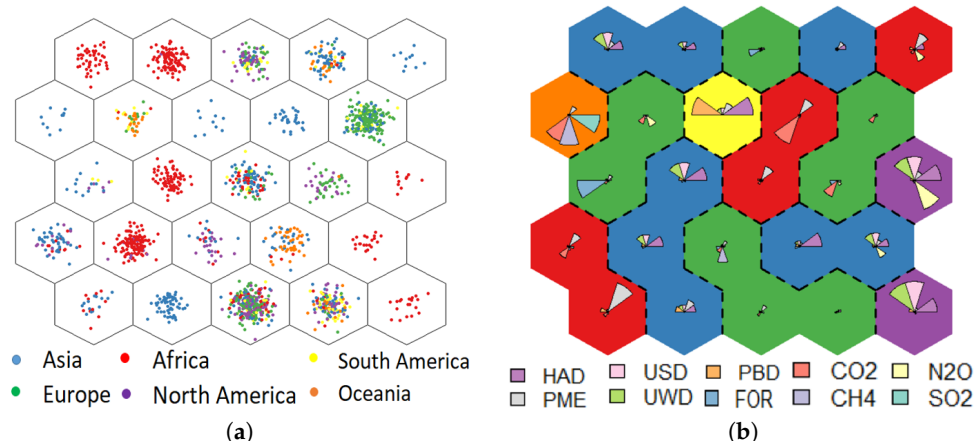 Asia Africa South America
Europe North America Oceania
(a)
HAD USD PBD CO2 N2O
PME UWD FOR CH4 SO2
(b)